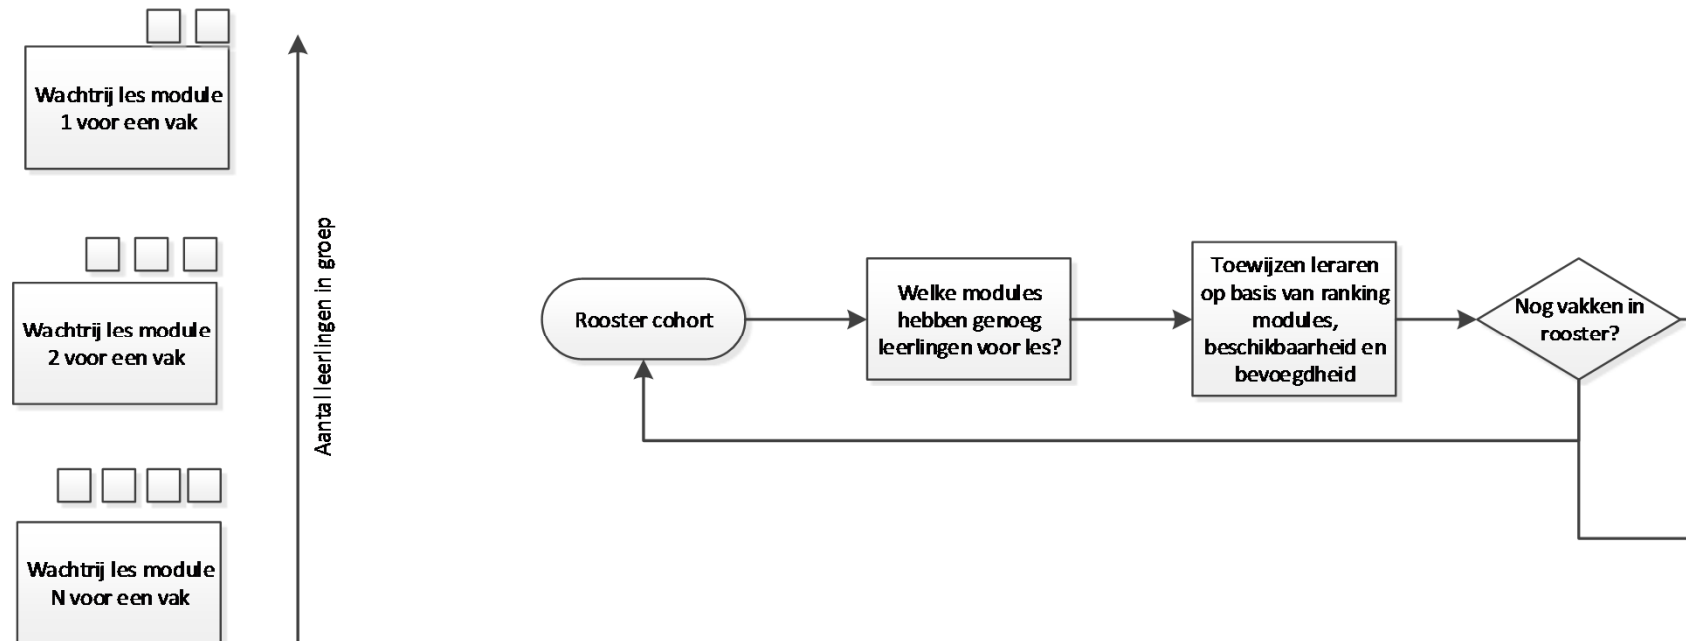 Wachtrij les module
1 voor een vak
Wachtrij les module
2 voor een vak
Wachtrij les module
N voor een vak
Aantal leerlingen in groep
Rooster cohort
Welke modules
hebben genoeg
leerlingen voor les?
Toewijzen leraren
op basis van ranking
modules,
beschikbaarheid en
bevoegdheid
Nog vakken in
rooster?